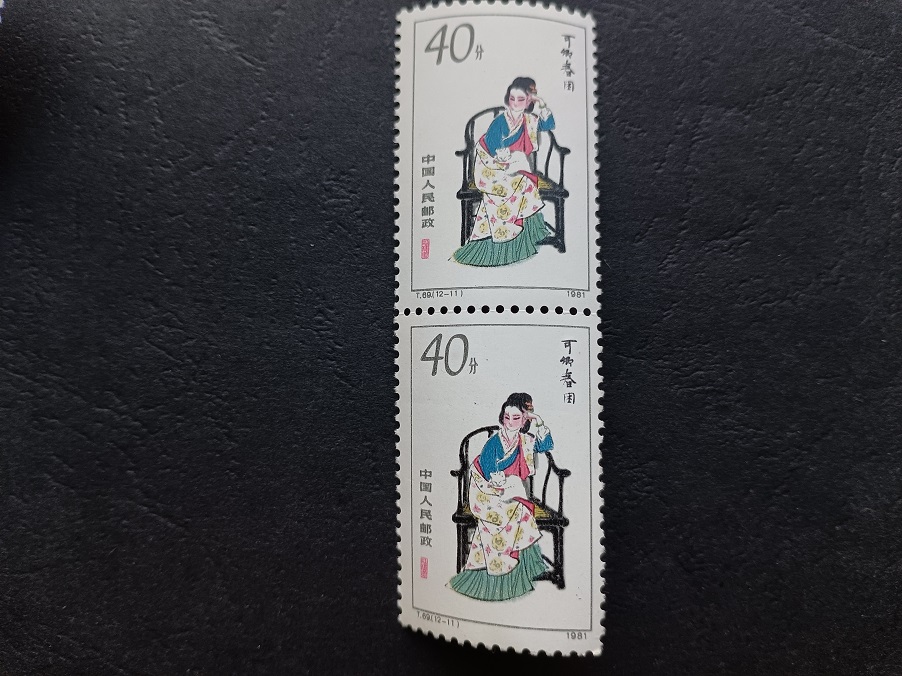 40分
可卿春困
中国人民邮政
T.69.(12-11)
1981
40分
可卿春困
中国人民邮政
T.69.(12-11)
1981